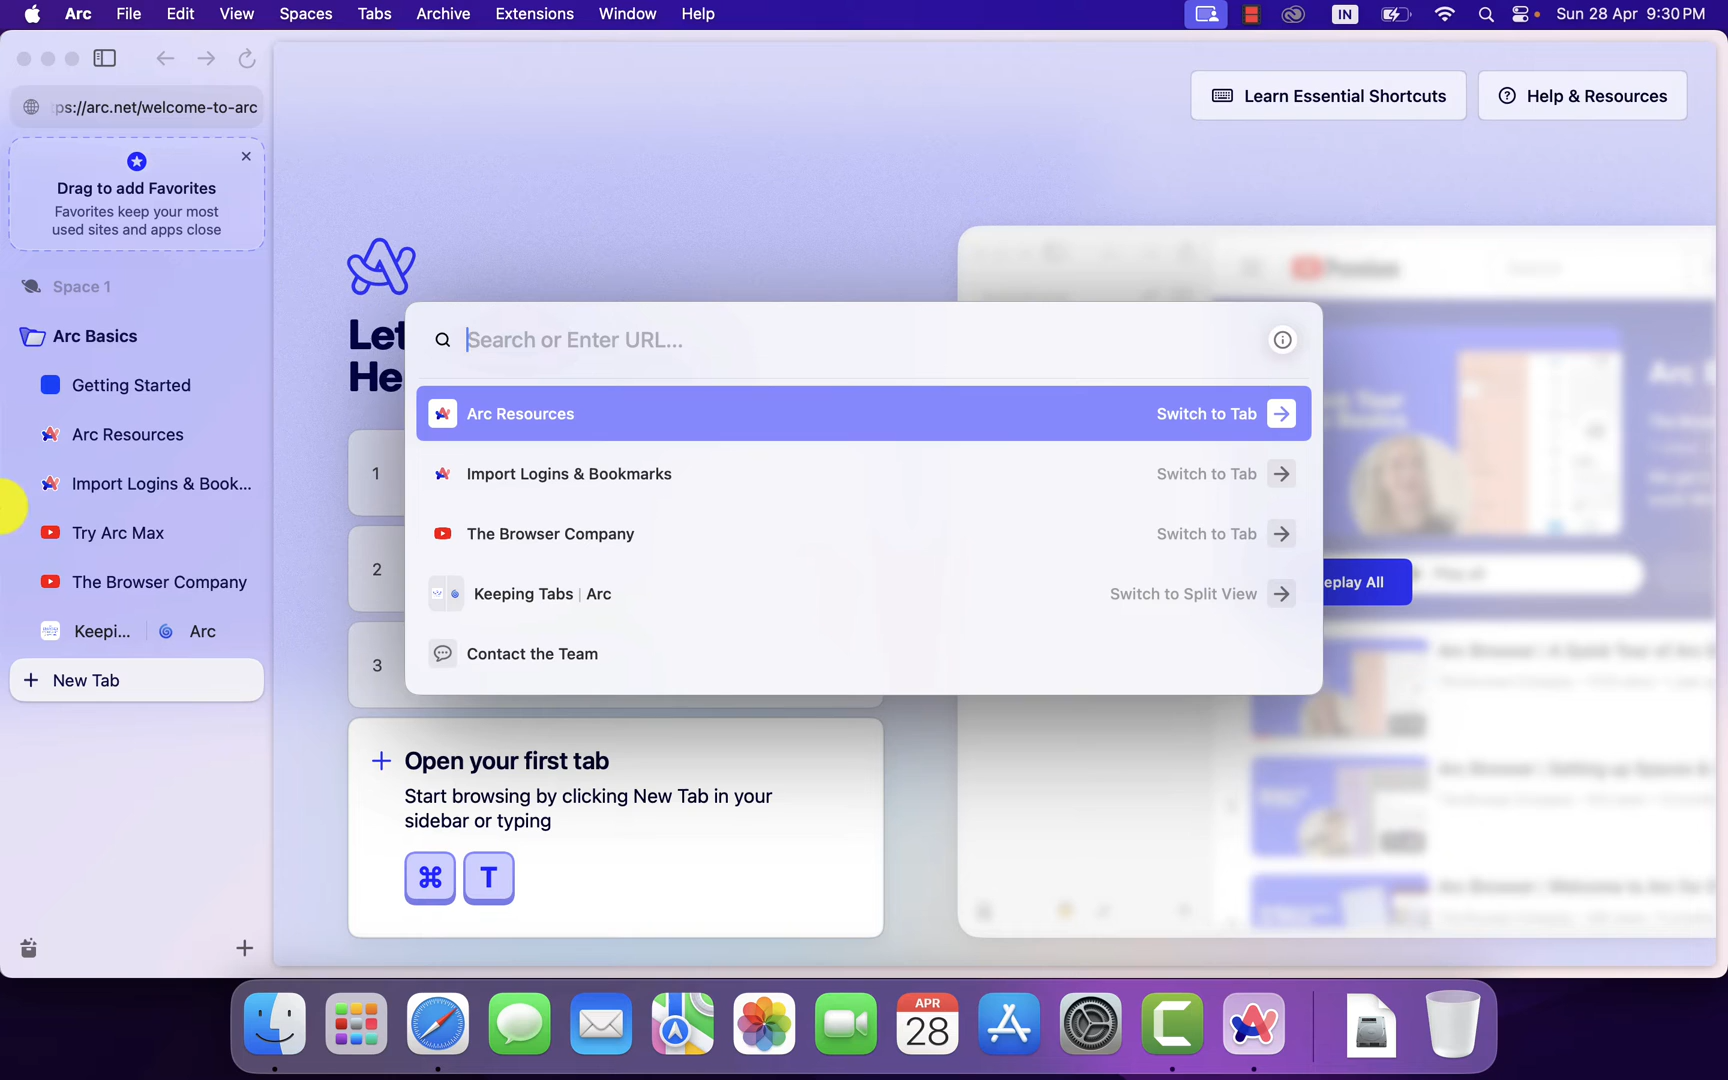 Arc File Edit View Spaces Tabs Archive Extensions Window Help IN Sun 28 Apr 9:30 PM
ps://arc.net/welcome-to-arc
Learn Essential Shortcuts
Help & Resources
Drag to add Favorites
Favorites keep your most
used sites and apps close
Space 1
Arc Basics
Getting Started
Arc Resources
Import Logins & Book...
Try Arc Max
The Browser Company
Keepi... Arc
+ New Tab
Let
He
Search or Enter URL...
Arc Resources Switch to Tab
Import Logins & Bookmarks Switch to Tab
The Browser Company Switch to Tab
Keeping Tabs | Arc Switch to Split View
Contact the Team
1
2
3
eplay All
+ Open your first tab
Start browsing by clicking New Tab in your
sidebar or typing
⌘ T
APR
28